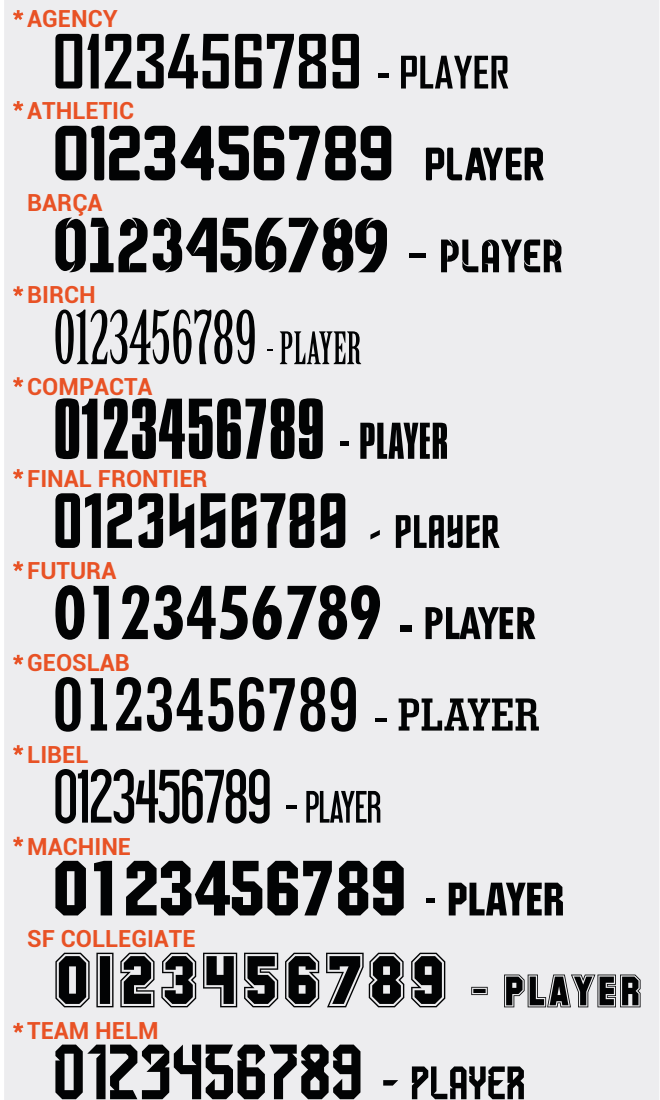 *AGENCY
0123456789 - PLAYER
*ATHLETIC
0123456789 PLAYER
BARÇA
0123456789 - PLAYER
*BIRCH
0123456789 - PLAYER
*COMPACTA
0123456789 - PLAYER
*FINAL FRONTIER
0123456789 - PLAYER
*FUTURA
0123456789 - PLAYER
*GEOSLAB
0123456789 - PLAYER
*LIBEL
0123456789 - PLAYER
*MACHINE
0123456789 - PLAYER
SF COLLEGIATE
0123456789 - PLAYER
*TEAM HELM
0123456789 - PLAYER